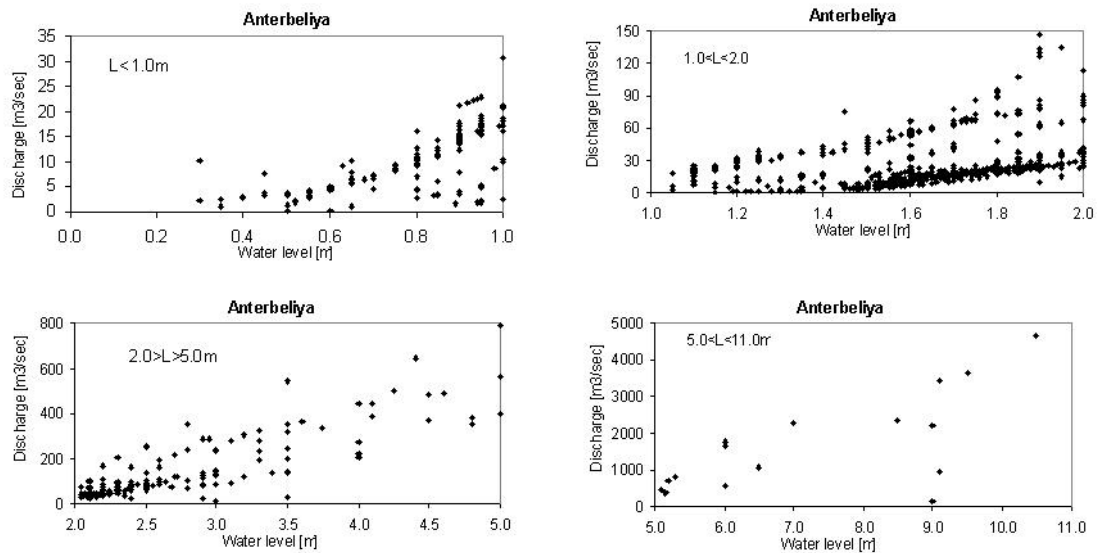 Anterbeliya
Discharge [m3/sec]
35
30
25
20
15
10
5
0
L<1.0m
0.0 0.2 0.4 0.6 0.8 1.0
Water level [m]
Anterbeliya
Discharge [m3/sec]
150
120
90
60
30
0
1.0<L<2.0
1.0 1.2 1.4 1.6 1.8 2.0
Water level [m]
Anterbeliya
Discharge [m3/sec]
800
600
400
200
0
2.0>L>5.0m
2.0 2.5 3.0 3.5 4.0 4.5 5.0
Water level [m]
Anterbeliya
Discharge [m3/sec]
5000
4000
3000
2000
1000
0
5.0<L<11.0m
5.0 6.0 7.0 8.0 9.0 10.0 11.0
Water level [m]